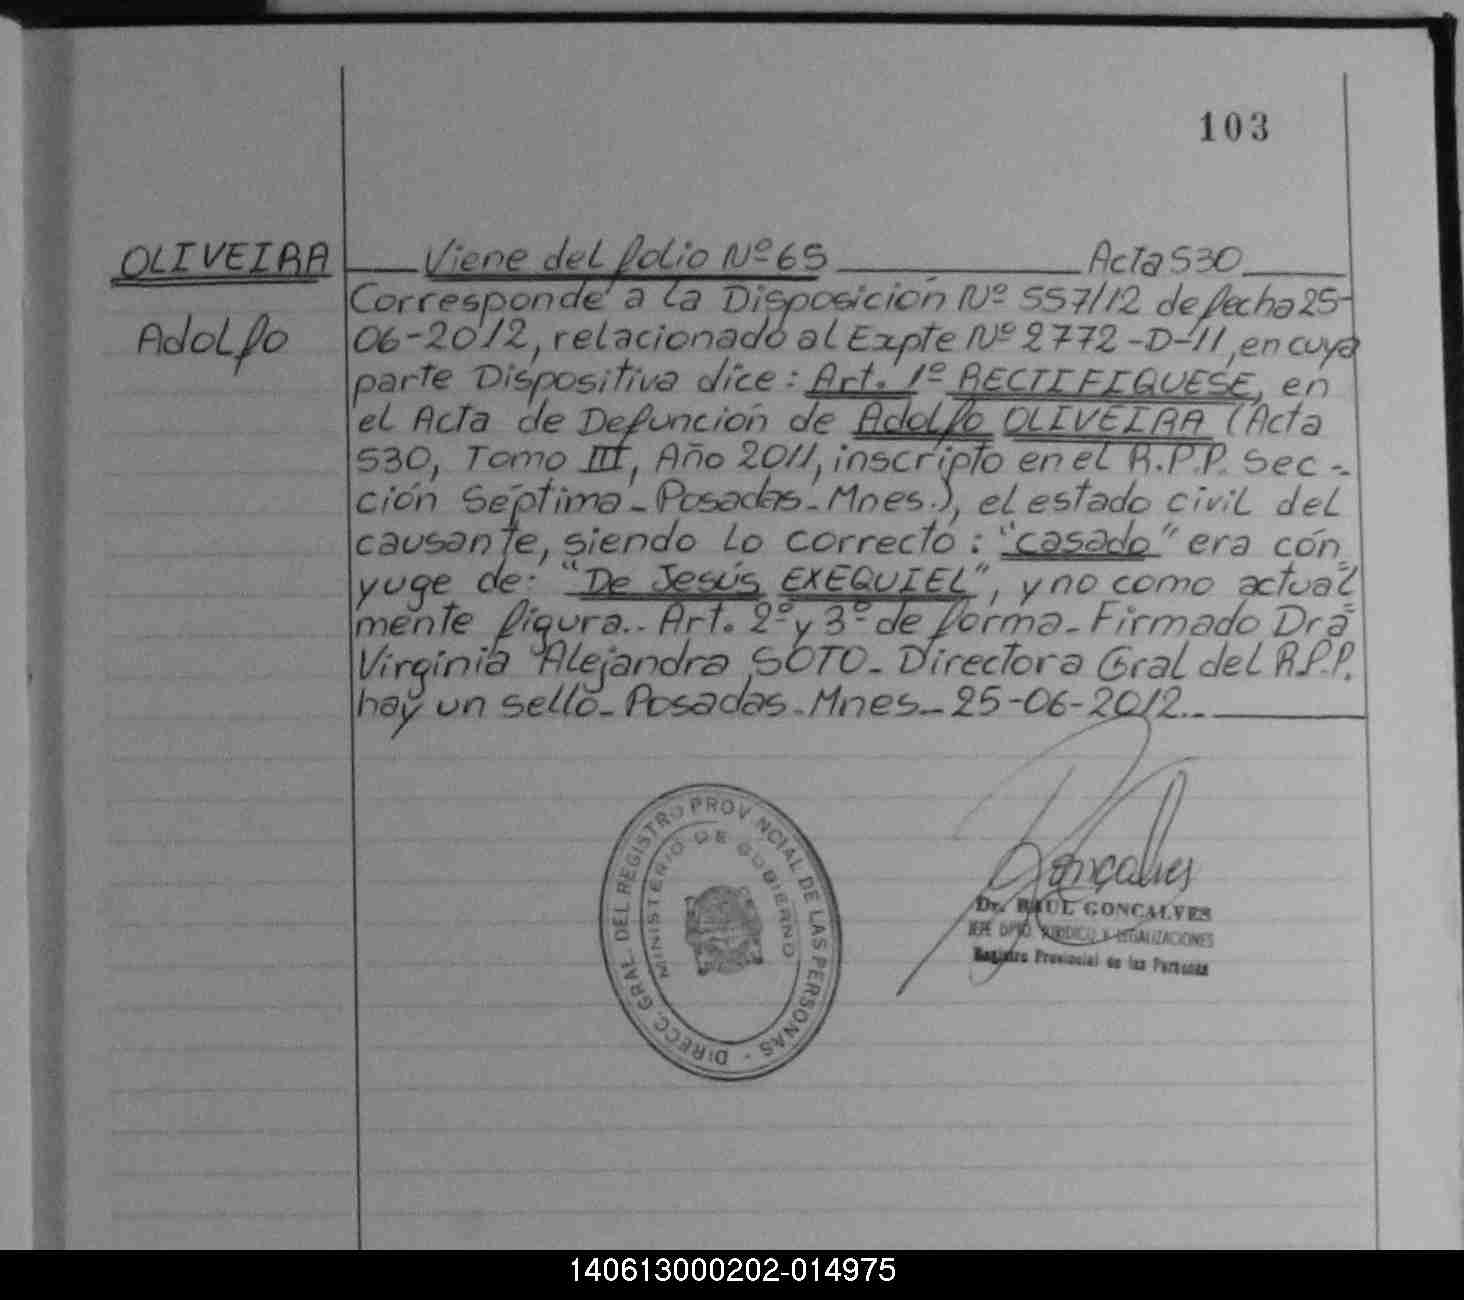 103
OLIVEIRA
Adolfo
Viene del folio Nº 65 Acta 530
Corresponde a la Disposición Nº 557/12 de fecha 25-
06-2012, relacionado al Expte Nº 2772-D-11, en cuya
parte Dispositiva dice: Art. 1º RECTIFIQUESE, en
el Acta de Defunción de Adolfo OLIVEIRA (Acta
530, Tomo III, Año 2011, inscripto en el R.P.P. Sec-
ción Séptima - Posadas - Mnes.), el estado civil del
causante, siendo lo correcto: "casado" era cón
yuge de: "De Jesús EXEQUIEL", y no como actual
mente figura.. Art. 2º y 3º de forma - Firmado Dra
Virginia Alejandra SOTO - Directora Gral del R.P.P.
hay un sello - Posadas - Mnes - 25-06-2012..
DIRECC. GRAL. DEL REGISTRO PROVINCIAL DE LAS PERSONAS -
MINISTERIO DE GOBIERNO
Gonçalves
Dr. RAUL GONCALVES
JEFE DPTO. JURIDICO Y LEGALIZACIONES
Registro Provincial de las Personas
140613000202-014975